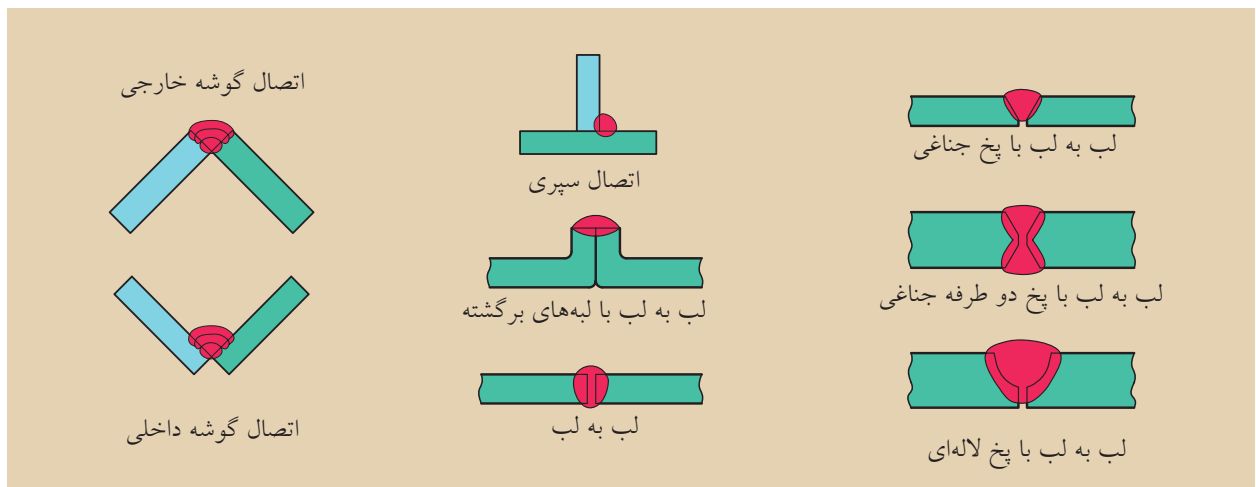 لب به لب با پخ جناغی
لب به لب با پخ دو طرفه جناغی
لب به لب با پخ لاله‌ای
اتصال سپری
لب به لب با لبه‌های برگشته
لب به لب
اتصال گوشه خارجی
اتصال گوشه داخلی